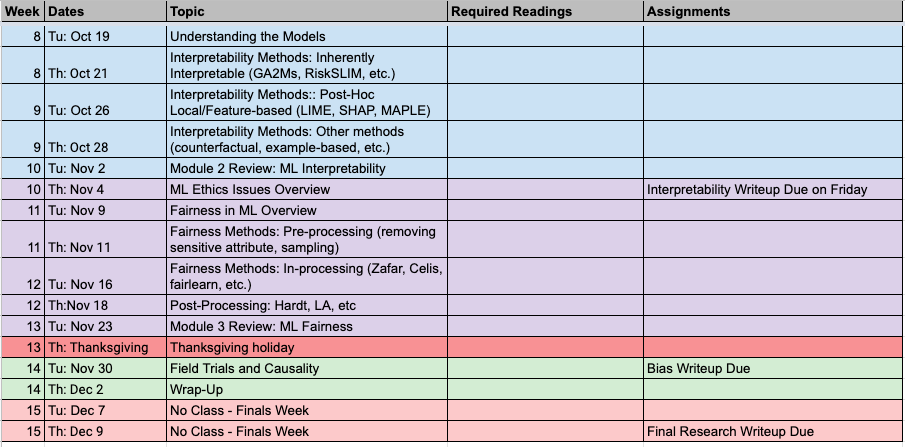 Week Dates Topic Required Readings Assignments
8 Tu: Oct 19 Understanding the Models
Interpretability Methods: Inherently
8 Th: Oct 21 Interpretable (GA2Ms, RiskSLIM, etc.)
Interpretability Methods:: Post-Hoc
9 Tu: Oct 26 Local/Feature-based (LIME, SHAP, MAPLE)
Interpretability Methods: Other methods
9 Th: Oct 28 (counterfactual, example-based, etc.)
10 Tu: Nov 2 Module 2 Review: ML Interpretability
10 Th: Nov 4 ML Ethics Issues Overview Interpretability Writeup Due on Friday
11 Tu: Nov 9 Fairness in ML Overview
Fairness Methods: Pre-processing (removing
11 Th: Nov 11 sensitive attribute, sampling)
Fairness Methods: In-processing (Zafar, Celis,
12 Tu: Nov 16 fairlearn, etc.)
12 Th:Nov 18 Post-Processing: Hardt, LA, etc
13 Tu: Nov 23 Module 3 Review: ML Fairness
13 Th: Thanksgiving Thanksgiving holiday
14 Tu: Nov 30 Field Trials and Causality Bias Writeup Due
14 Th: Dec 2 Wrap-Up
15 Tu: Dec 7 No Class - Finals Week
15 Th: Dec 9 No Class - Finals Week Final Research Writeup Due